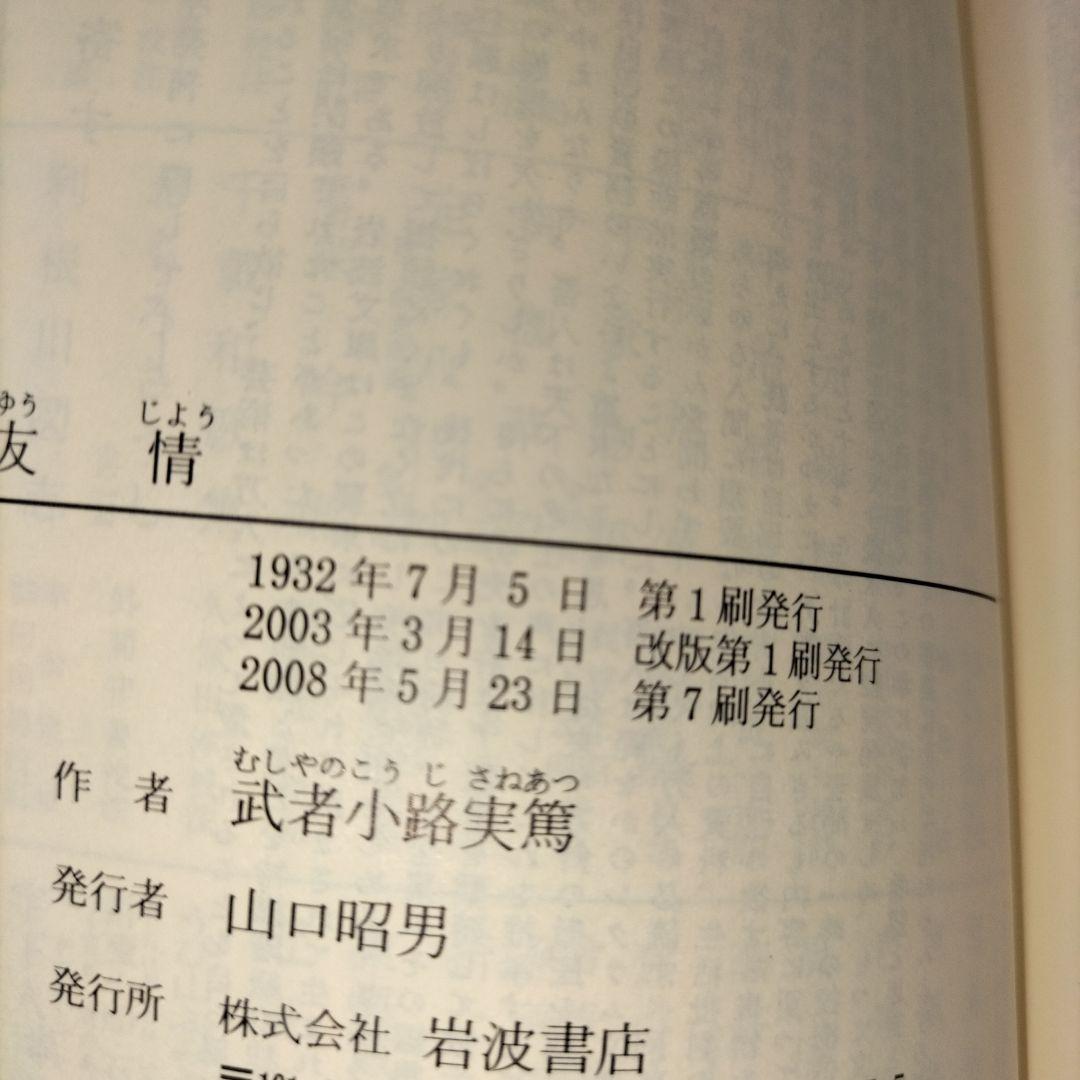 ゆう じよう
友 情
1932年7月5日 第1刷発行
2003年3月14日 改版第1刷発行
2008年5月23日 第7刷発行
むしやのこうじさねあつ
作者 武者小路実篤
発行者 山口昭男
発行所 株式会社 岩波書店